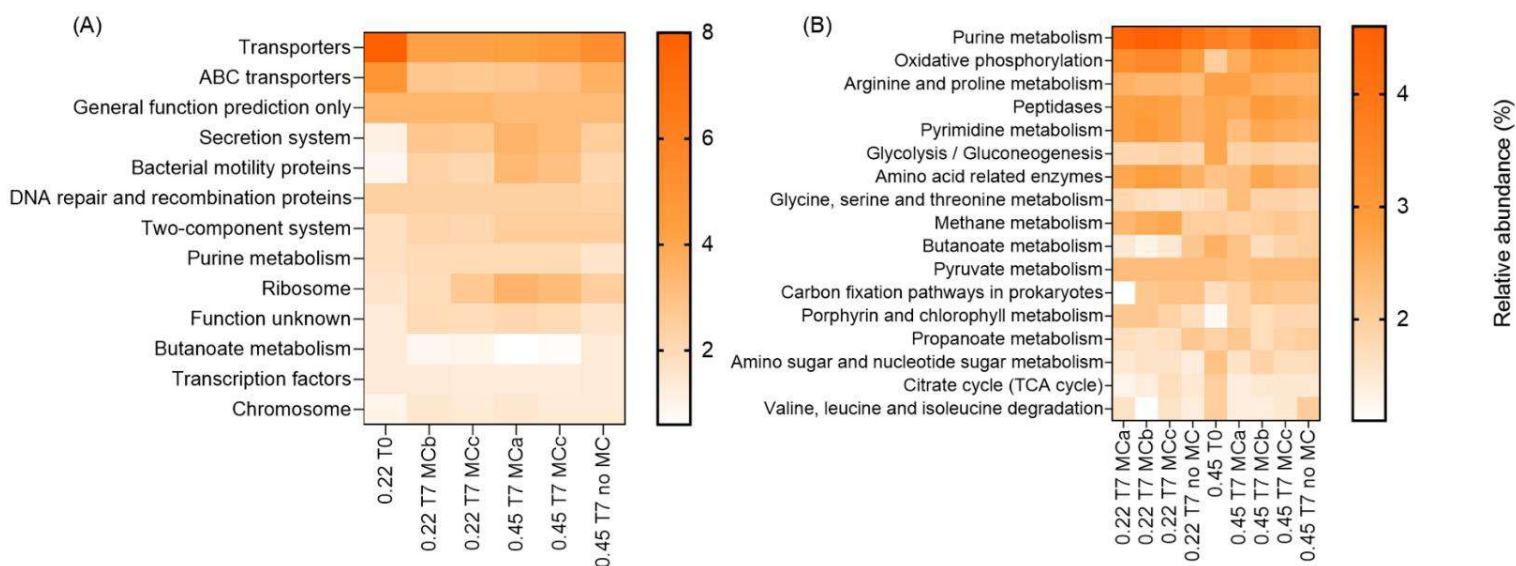 (A)
Transporters
ABC transporters
General function prediction only
Secretion system
Bacterial motility proteins
DNA repair and recombination proteins
Two-component system
Purine metabolism
Ribosome
Function unknown
Butanoate metabolism
Transcription factors
Chromosome
0.22 T0
0.22 T7 MCb
0.22 T7 MCc
0.45 T7 MCa
0.45 T7 MCc
0.45 T7 no MC
8
6
4
2
(B)
Purine metabolism
Oxidative phosphorylation
Arginine and proline metabolism
Peptidases
Pyrimidine metabolism
Glycolysis / Gluconeogenesis
Amino acid related enzymes
Glycine, serine and threonine metabolism
Methane metabolism
Butanoate metabolism
Pyruvate metabolism
Carbon fixation pathways in prokaryotes
Porphyrin and chlorophyll metabolism
Propanoate metabolism
Amino sugar and nucleotide sugar metabolism
Citrate cycle (TCA cycle)
Valine, leucine and isoleucine degradation
0.22 T7 MCa
0.22 T7 MCb
0.22 T7 MCc
0.22 T7 no MC
0.45 T0
0.45 T7 MCa
0.45 T7 MCb
0.45 T7 MCc
0.45 T7 no MC
4
3
2
Relative abundance (%)